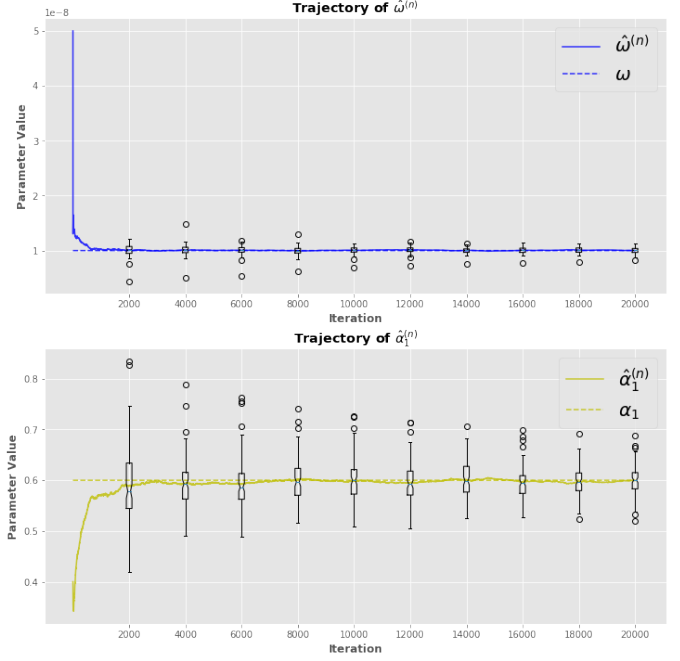 Trajectory of ω̂⁽ⁿ⁾
1e−8
5
4
3
2
1
Parameter Value
ω̂⁽ⁿ⁾
ω
2000 4000 6000 8000 10000 12000 14000 16000 18000 20000
Iteration
Trajectory of α̂₁⁽ⁿ⁾
0.8
0.7
0.6
0.5
0.4
Parameter Value
α̂₁⁽ⁿ⁾
α₁
2000 4000 6000 8000 10000 12000 14000 16000 18000 20000
Iteration